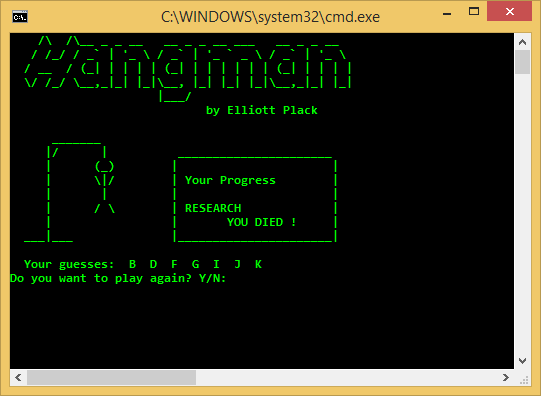 C:\WINDOWS\system32\cmd.exe
Hangman
by Elliott Plack
Your Progress
RESEARCH
YOU DIED !
Your guesses: B D F G I J K
Do you want to play again? Y/N: